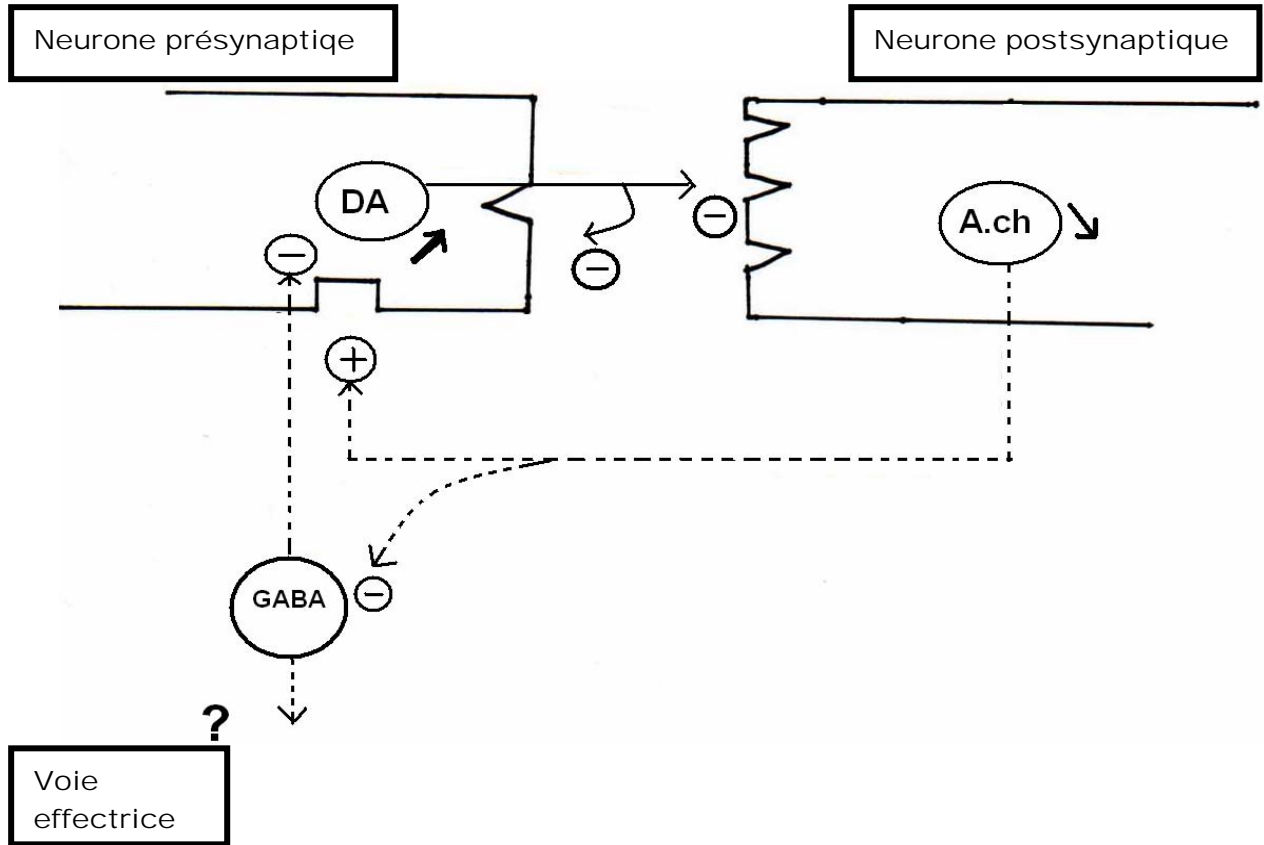 Neurone présynaptiqe
Neurone postsynaptique
DA
A.ch
−
−
−
+
GABA
−
?
Voie
effectrice